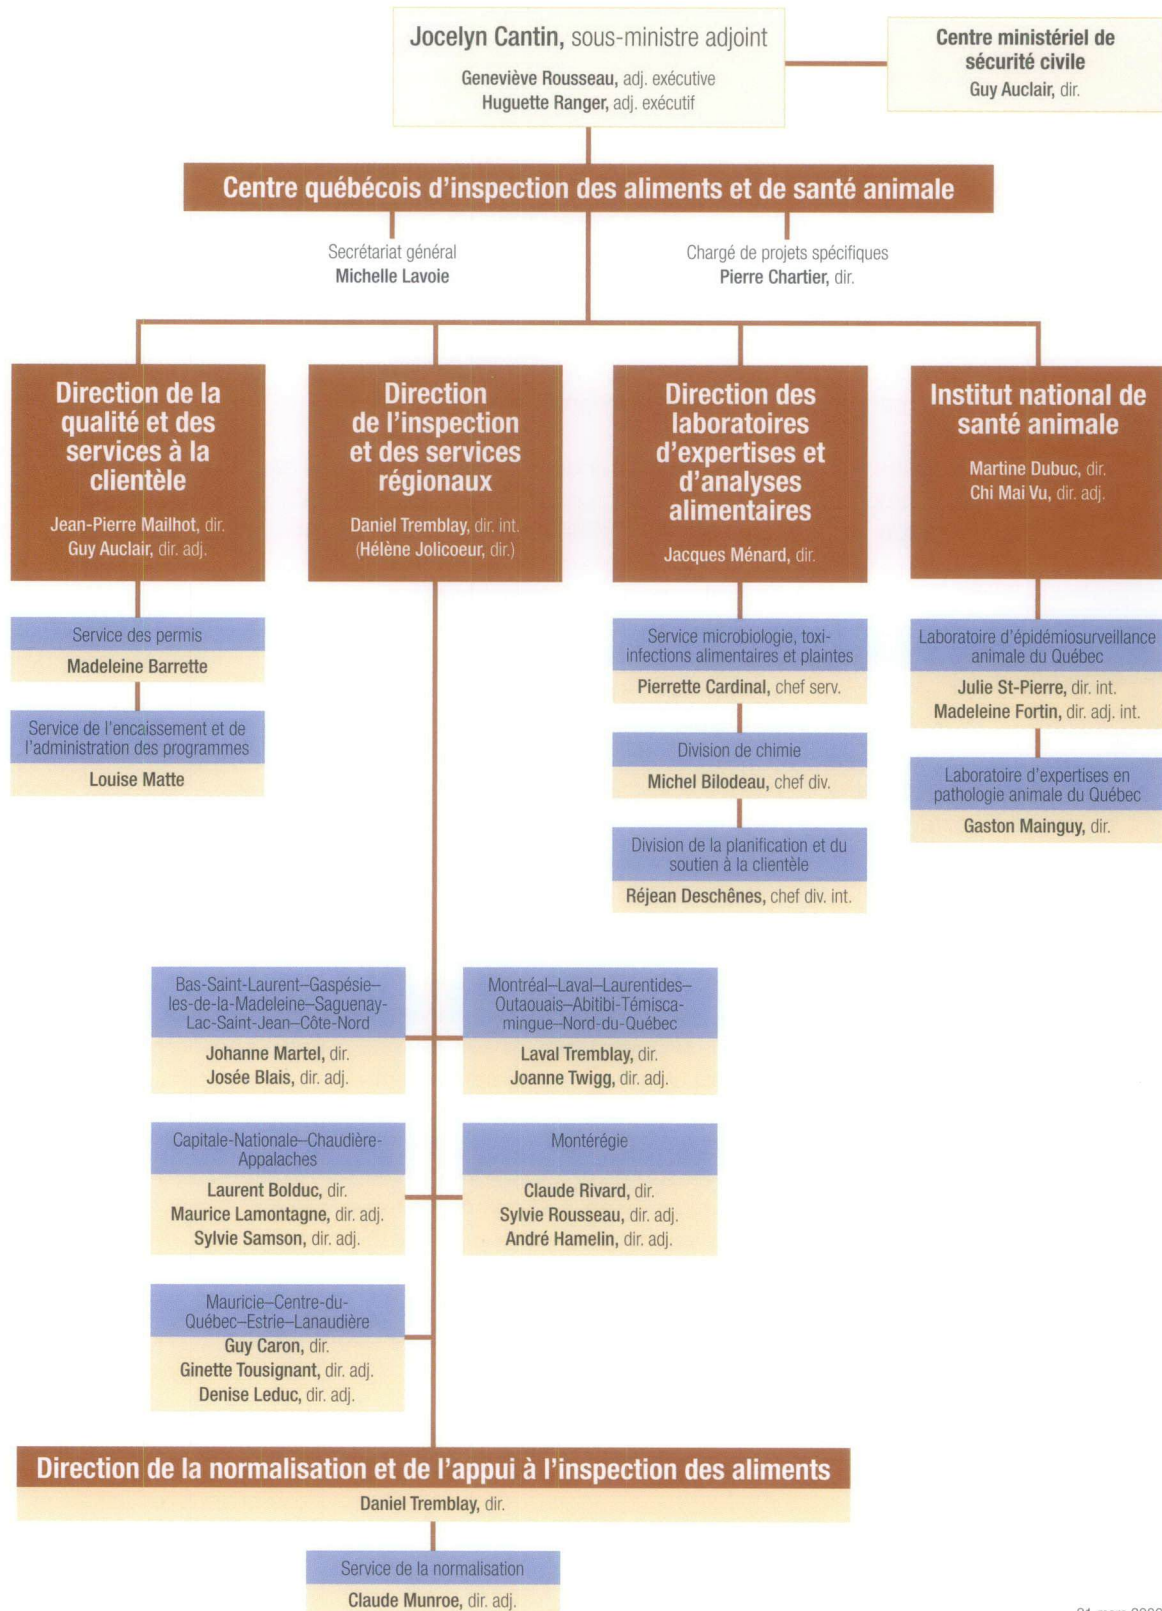 Jocelyn Cantin, sous-ministre adjoint
Geneviève Rousseau, adj. exécutive
Huguette Ranger, adj. exécutif
Centre ministériel de
sécurité civile
Guy Auclair, dir.
Centre québécois d'inspection des aliments et de santé animale
Secrétariat général
Michelle Lavoie
Chargé de projets spécifiques
Pierre Chartier, dir.
Direction de la
qualité et des
services à la
clientèle
Jean-Pierre Mailhot, dir.
Guy Auclair, dir. adj.
Service des permis
Madeleine Barrette
Service de l'encaissement et de
l'administration des programmes
Louise Matte
Direction
de l'inspection
et des services
régionaux
Daniel Tremblay, dir. int.
(Hélène Jolicoeur, dir.)
Direction des
laboratoires
d'expertises et
d'analyses
alimentaires
Jacques Ménard, dir.
Service microbiologie, toxi-
infections alimentaires et plaintes
Pierrette Cardinal, chef serv.
Division de chimie
Michel Bilodeau, chef div.
Division de la planification et du
soutien à la clientèle
Réjean Deschênes, chef div. int.
Institut national de
santé animale
Martine Dubuc, dir.
Chi Mai Vu, dir. adj.
Laboratoire d'épidémiosurveillance
animale du Québec
Julie St-Pierre, dir. int.
Madeleine Fortin, dir. adj. int.
Laboratoire d'expertises en
pathologie animale du Québec
Gaston Mainguy, dir.
Bas-Saint-Laurent–Gaspésie–
Iles-de-la-Madeleine–Saguenay-
Lac-Saint-Jean–Côte-Nord
Johanne Martel, dir.
Josée Blais, dir. adj.
Montréal–Laval–Laurentides–
Outaouais–Abitibi-Témisca-
mingue–Nord-du-Québec
Laval Tremblay, dir.
Joanne Twigg, dir. adj.
Capitale-Nationale–Chaudière-
Appalaches
Laurent Bolduc, dir.
Maurice Lamontagne, dir. adj.
Sylvie Samson, dir. adj.
Montérégie
Claude Rivard, dir.
Sylvie Rousseau, dir. adj.
André Hamelin, dir. adj.
Mauricie–Centre-du-
Québec–Estrie–Lanaudière
Guy Caron, dir.
Ginette Tousignant, dir. adj.
Denise Leduc, dir. adj.
Direction de la normalisation et de l'appui à l'inspection des aliments
Daniel Tremblay, dir.
Service de la normalisation
Claude Munroe, dir. adj.